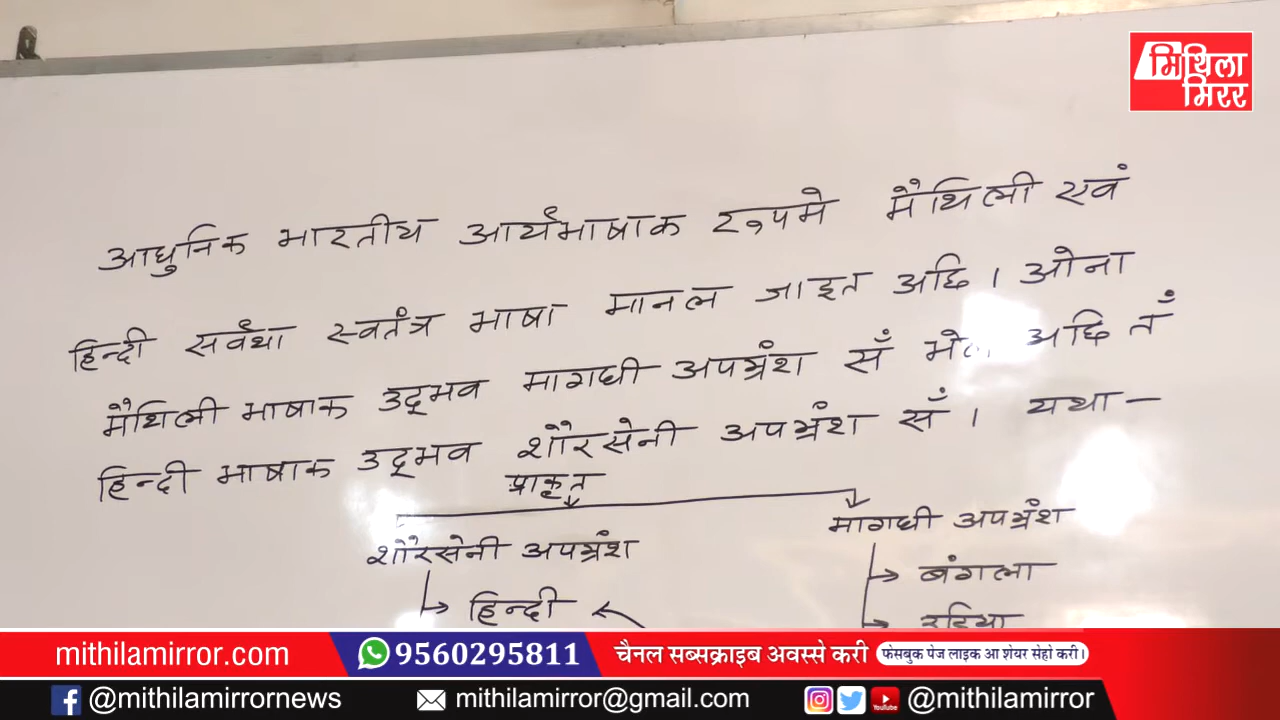 मिथिला
मिरर
आधुनिक भारतीय आर्यभाषाक रूपमे मैथिली एवं
हिन्दी सर्वथा स्वतंत्र भाषा मानल जाइत अछि । ओना
मैथिली भाषाक उद्भव मागधी अपभ्रंश सँ भेल अछि तँ
हिन्दी भाषाक उद्भव शौरसेनी अपभ्रंश सँ । यथा -
प्राकृत
शौरसेनी अपभ्रंश मागधी अपभ्रंश
→ हिन्दी → बंगला
mithilamirror.com 9560295811 चैनल सब्सक्राइब अवस्से करी फेसबुक पेज लाइक आ शेयर सेहो करी।
@mithilamirrornews mithilamirror@gmail.com YouTube @mithilamirror